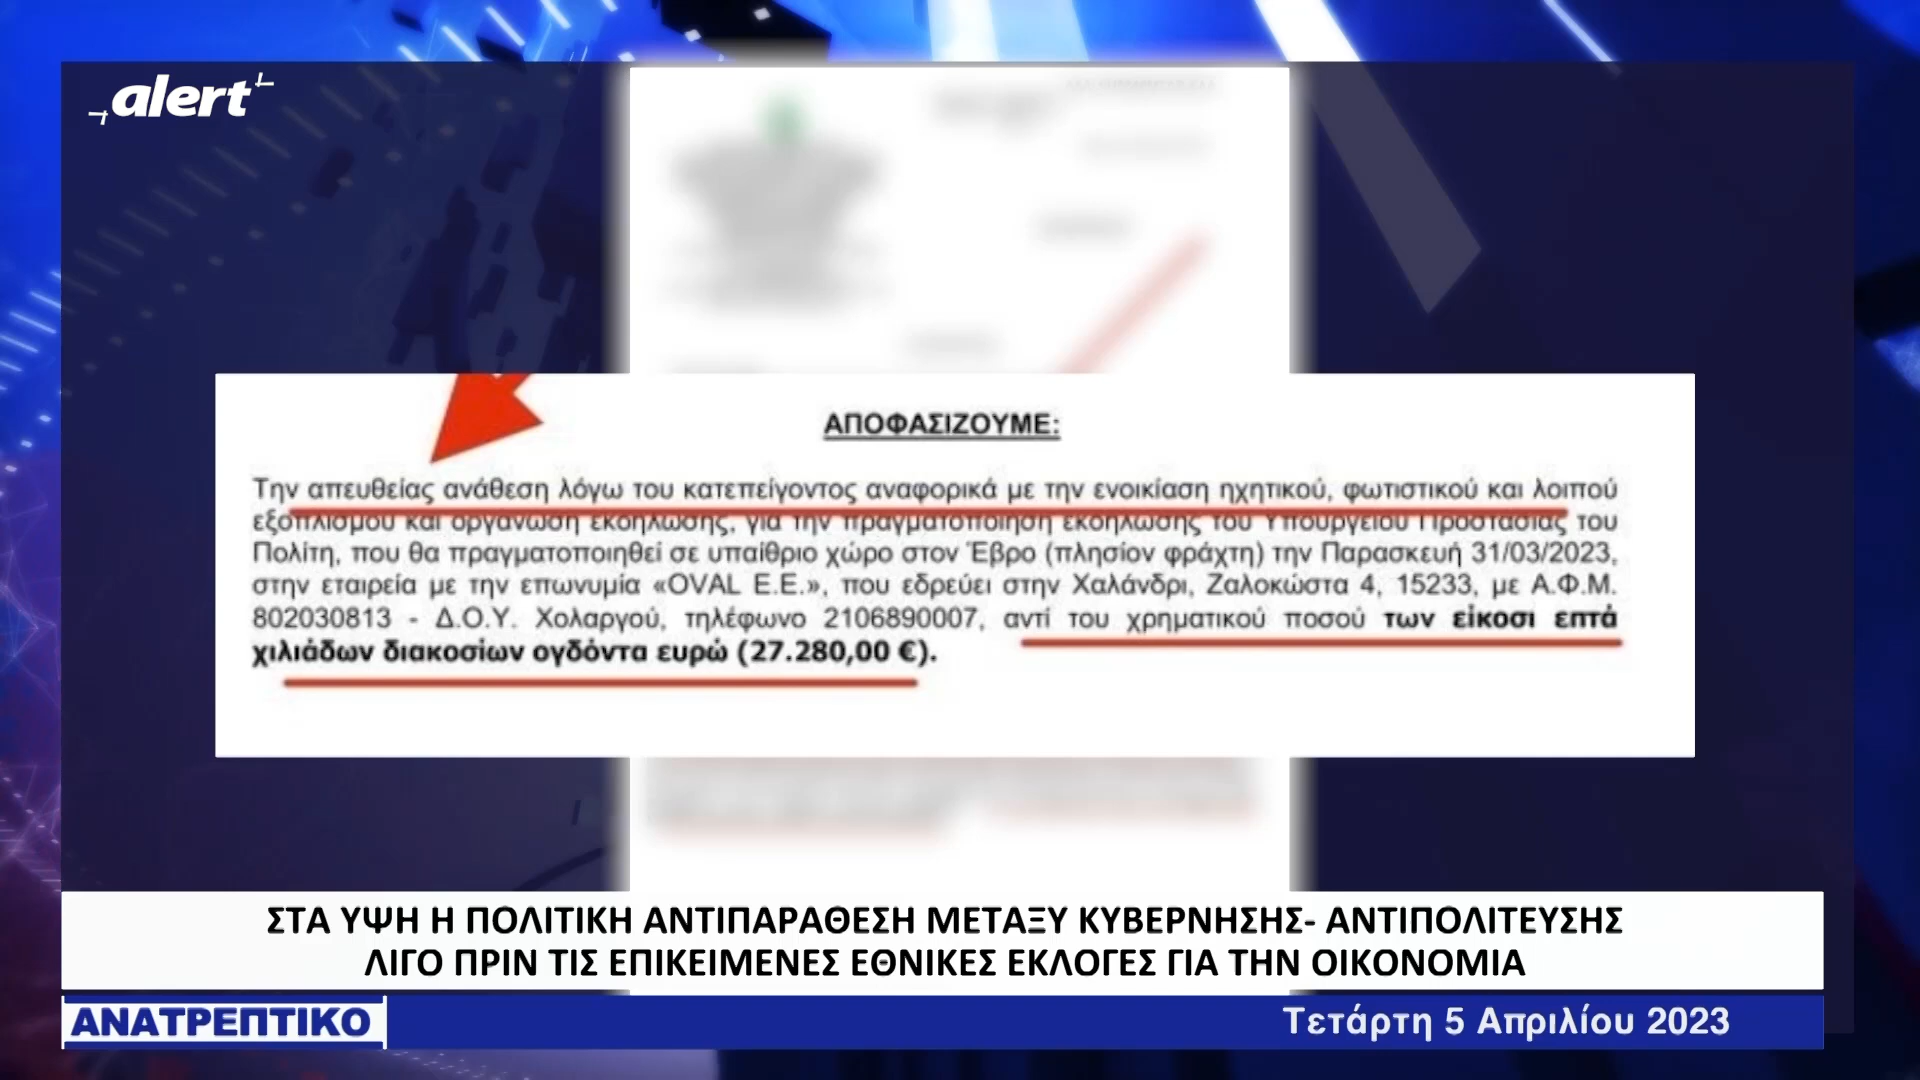 alert
ΑΠΟΦΑΣΙΖΟΥΜΕ:
Την απευθείας ανάθεση λόγω του κατεπείγοντος αναφορικά με την ενοικίαση ηχητικού, φωτιστικού και λοιπού
εξοπλισμού και οργάνωση εκδήλωσης, για την πραγματοποίηση εκδήλωσης του Υπουργείου Προστασίας του
Πολίτη, που θα πραγματοποιηθεί σε υπαίθριο χώρο στον Έβρο (πλησίον φράχτη) την Παρασκευή 31/03/2023,
στην εταιρεία με την επωνυμία «OVAL E.E.», που εδρεύει στην Χαλάνδρι, Ζαλοκώστα 4, 15233, με Α.Φ.Μ.
802030813 - Δ.Ο.Υ. Χολαργού, τηλέφωνο 2106890007, αντί του χρηματικού ποσού των είκοσι επτά
χιλιάδων διακοσίων ογδόντα ευρώ (27.280,00 €).
ΣΤΑ ΥΨΗ Η ΠΟΛΙΤΙΚΗ ΑΝΤΙΠΑΡΑΘΕΣΗ ΜΕΤΑΞΥ ΚΥΒΕΡΝΗΣΗΣ- ΑΝΤΙΠΟΛΙΤΕΥΣΗΣ
ΛΙΓΟ ΠΡΙΝ ΤΙΣ ΕΠΙΚΕΙΜΕΝΕΣ ΕΘΝΙΚΕΣ ΕΚΛΟΓΕΣ ΓΙΑ ΤΗΝ ΟΙΚΟΝΟΜΙΑ
ΑΝΑΤΡΕΠΤΙΚΟ
Τετάρτη 5 Απριλίου 2023